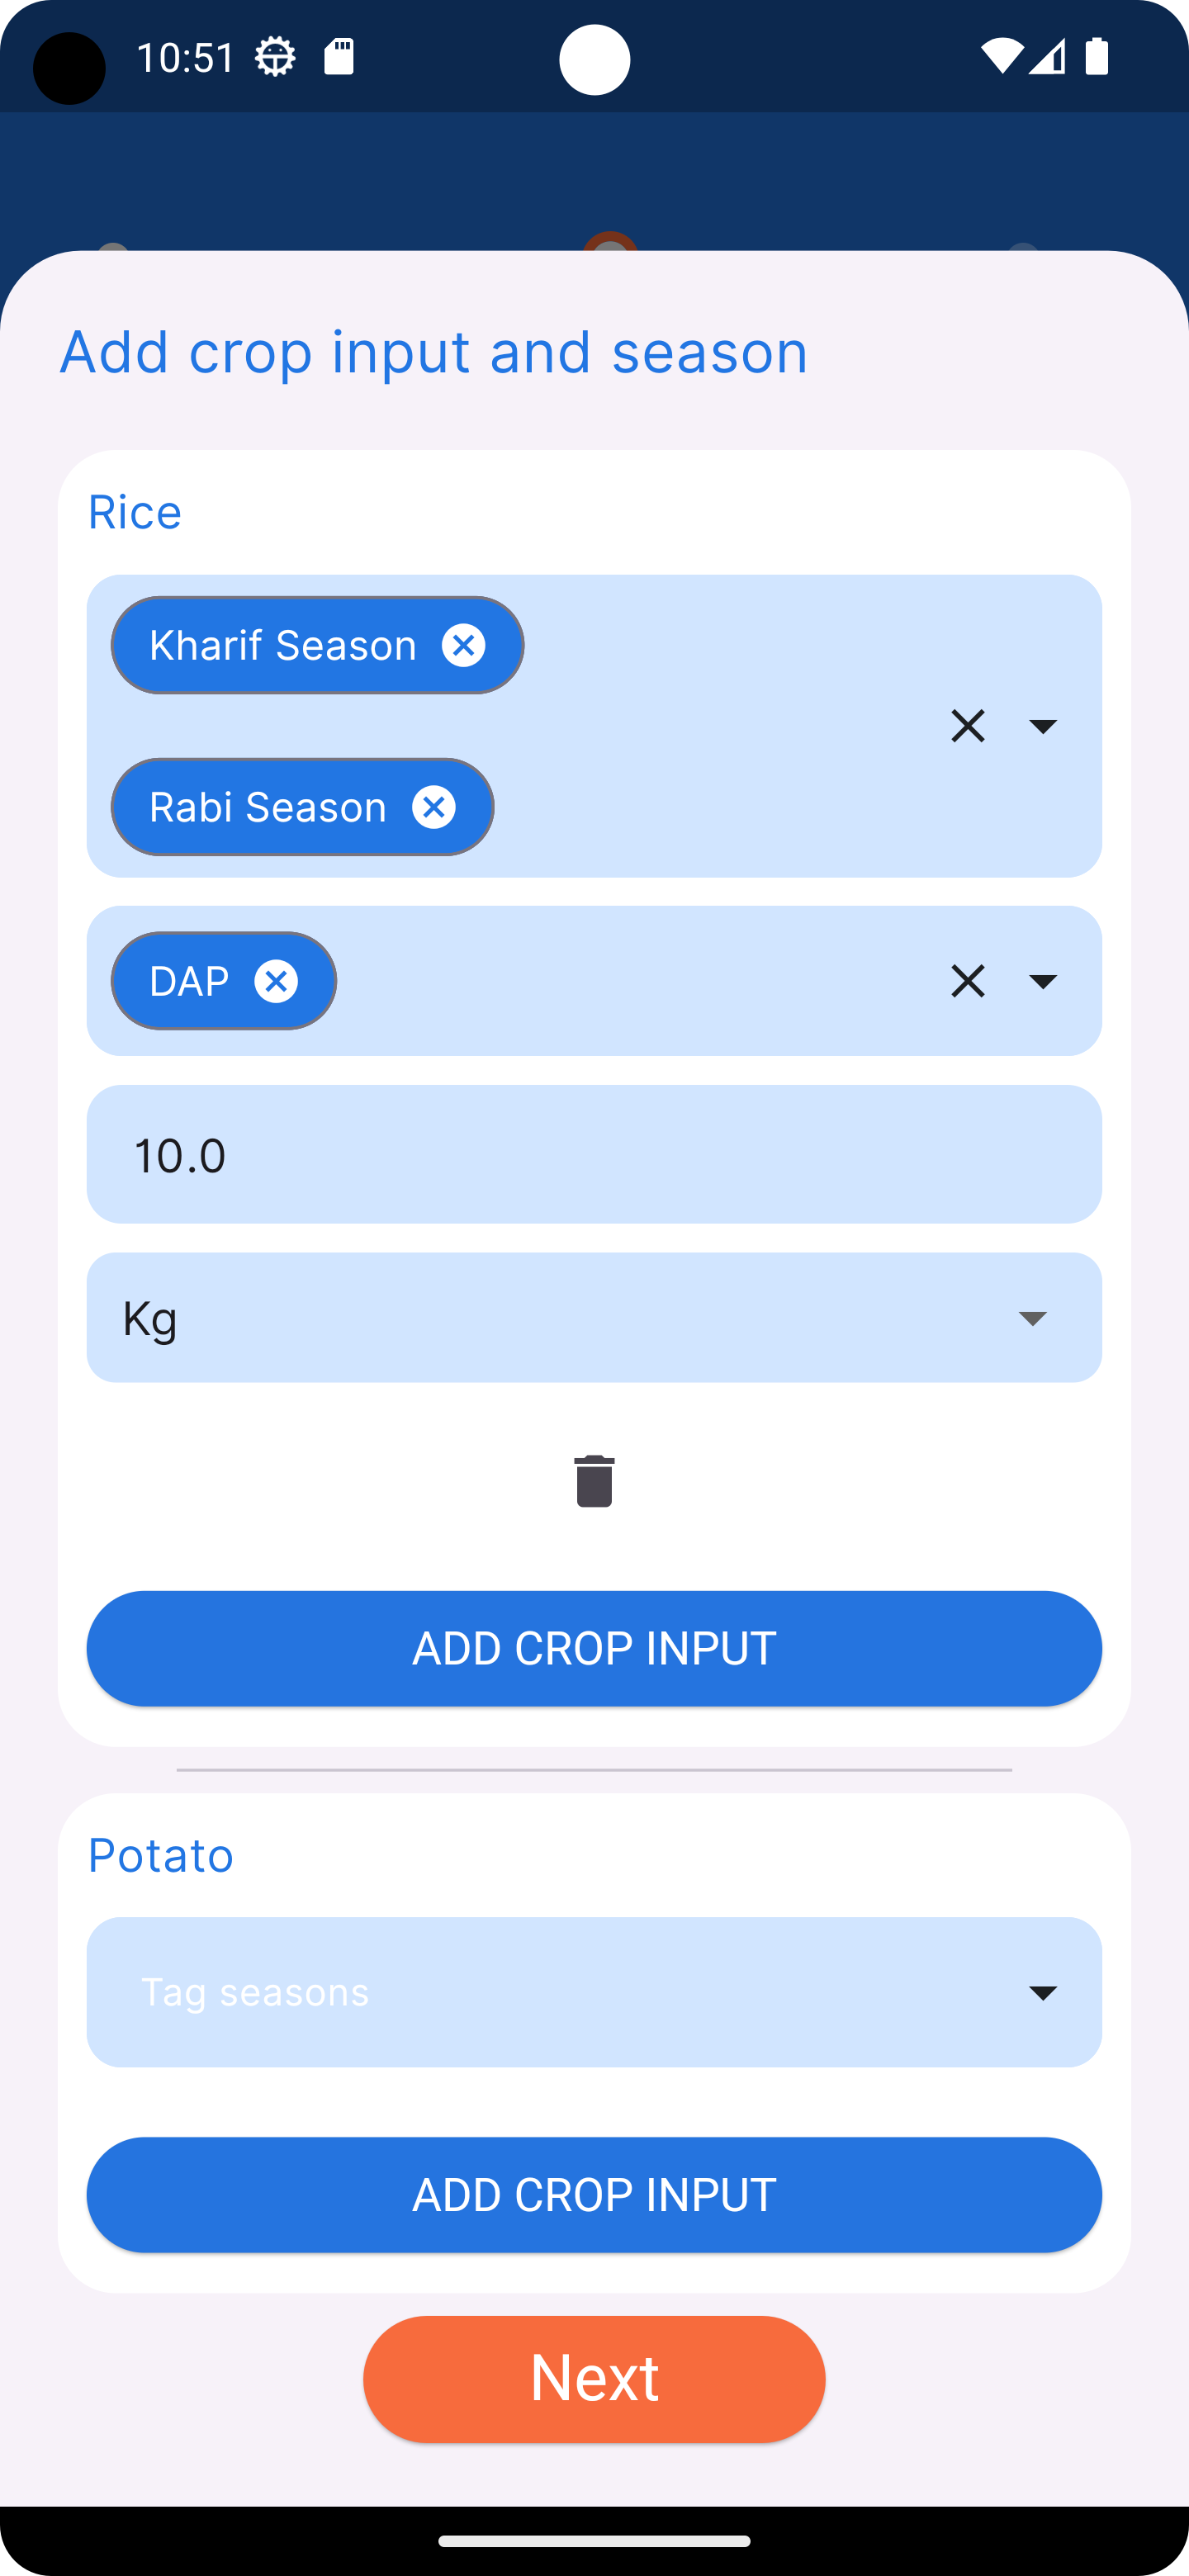 10:51
Add crop input and season
Rice
Kharif Season
Rabi Season
DAP
10.0
Kg
ADD CROP INPUT
Potato
Tag seasons
ADD CROP INPUT
Next